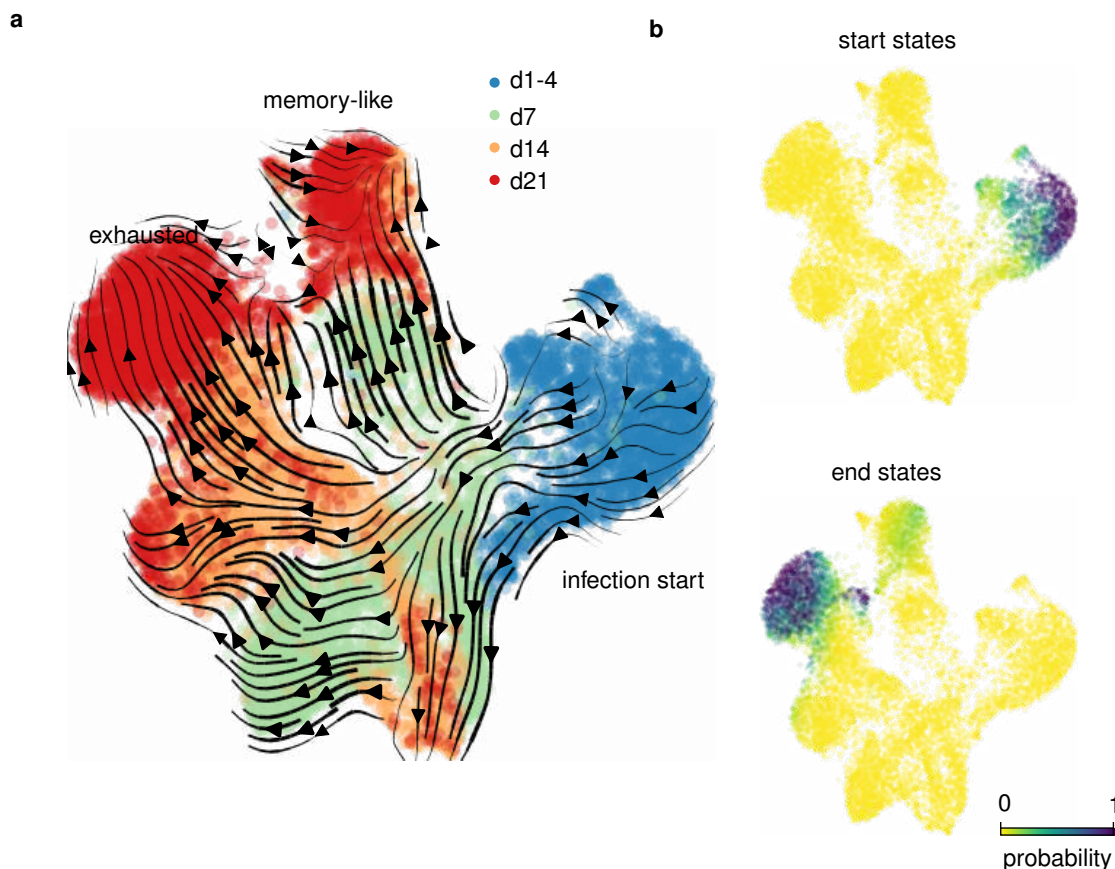 a
memory-like
exhausted
infection start
d1-4
d7
d14
d21
b
start states
end states
0 1
probability